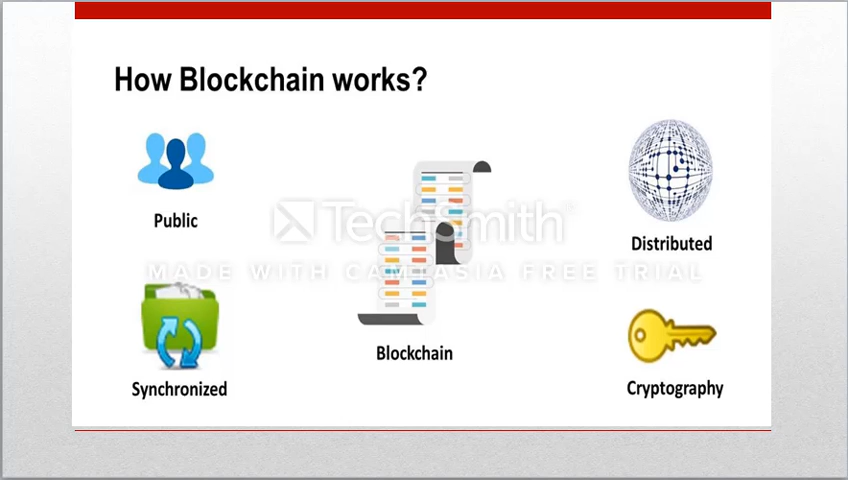 How Blockchain works?
Public
Distributed
TechSmith
MADE WITH CAMTASIA FREE TRIAL
Synchronized
Blockchain
Cryptography